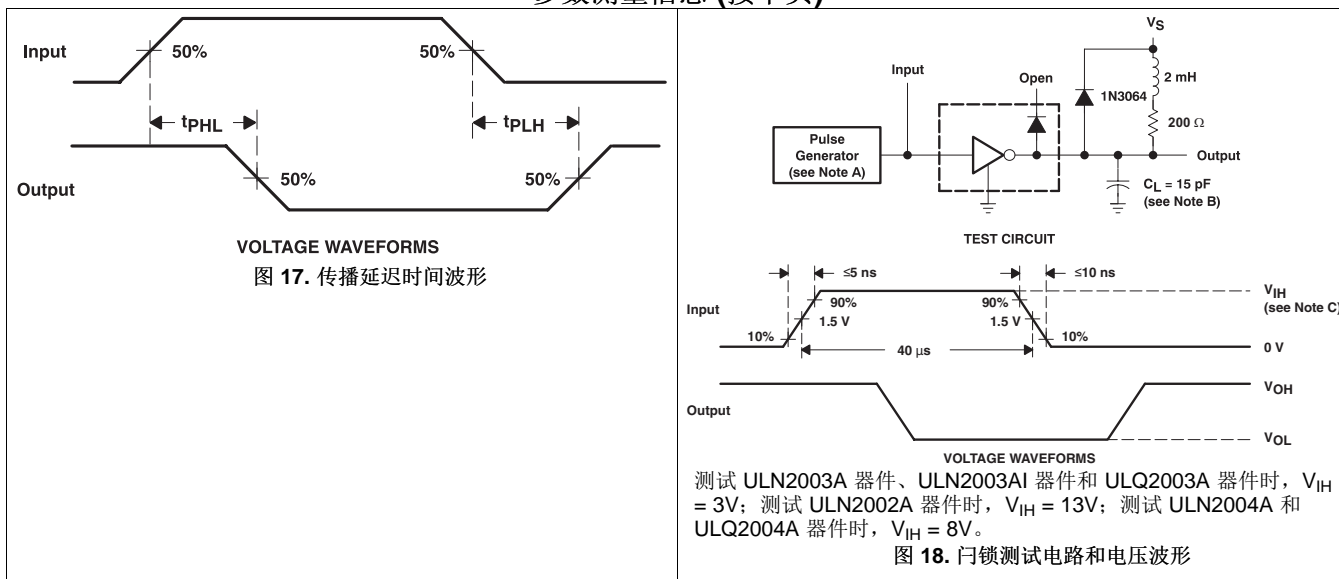 参数测量信息 (接下页)
Input
50%
50%
tPHL
tPLH
Output
50%
50%
VOLTAGE WAVEFORMS
图 17. 传播延迟时间波形
VS
Input
Open
2 mH
1N3064
200 Ω
Pulse
Generator
(see Note A)
Output
CL = 15 pF
(see Note B)
TEST CIRCUIT
≤5 ns
≤10 ns
VIH
(see Note C)
90%
90%
Input
1.5 V
1.5 V
10%
10%
40 μs
0 V
VOH
Output
VOL
VOLTAGE WAVEFORMS
测试 ULN2003A 器件、ULN2003AI 器件和 ULQ2003A 器件时，VIH
= 3V；测试 ULN2002A 器件时，VIH = 13V；测试 ULN2004A 和
ULQ2004A 器件时，VIH = 8V。
图 18. 闩锁测试电路和电压波形